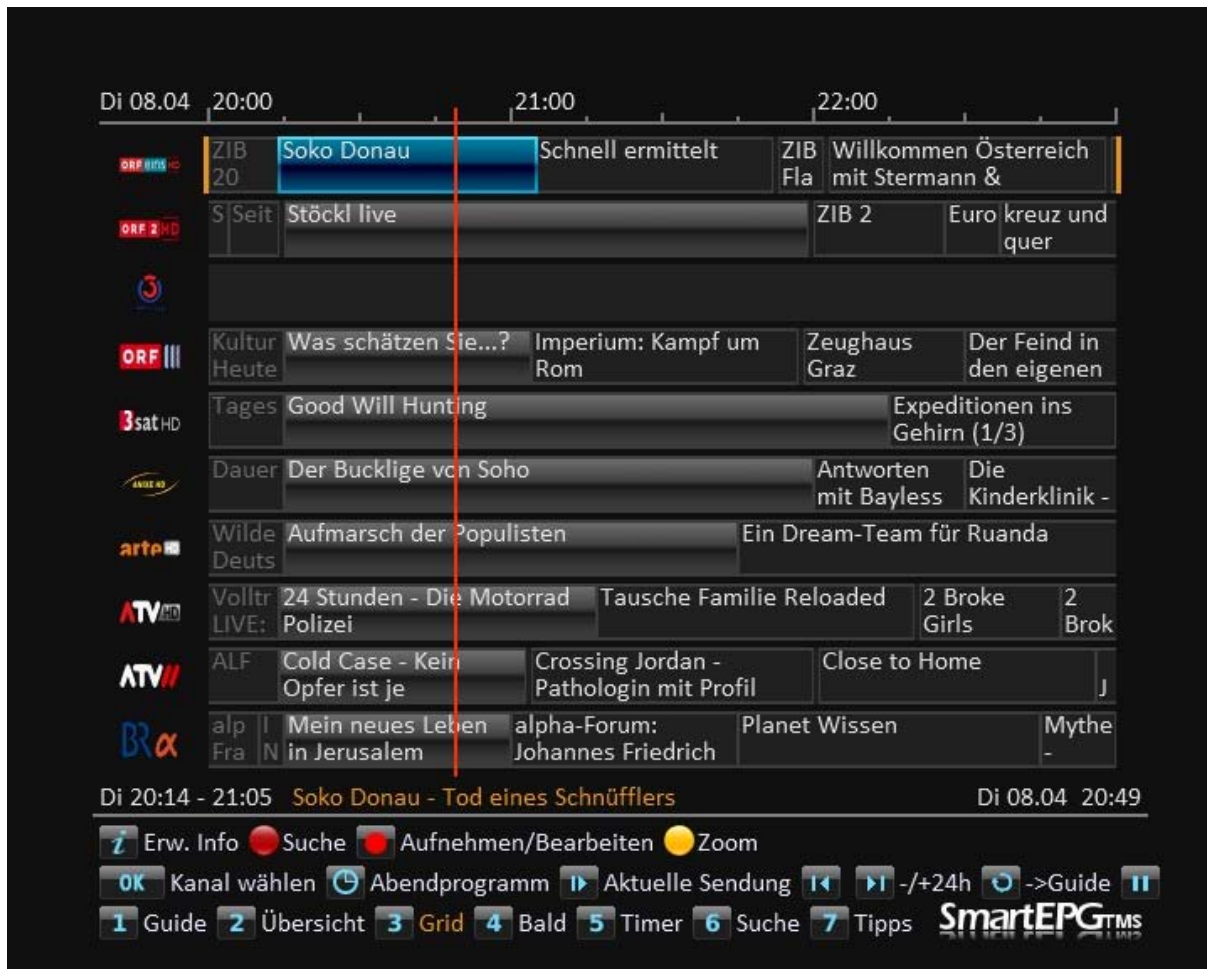 Di 08.04 20:00 21:00 22:00
ORF eins HD ZIB 20 Soko Donau Schnell ermittelt ZIB Fla Willkommen Österreich mit Stermann &
ORF 2 HD S Seit Stöckl live ZIB 2 Euro kreuz und quer
3
ORF III Kultur Heute Was schätzen Sie...? Imperium: Kampf um Rom Zeughaus Graz Der Feind in den eigenen
3sat HD Tages Good Will Hunting Expeditionen ins Gehirn (1/3)
ANIXE HD Dauer Der Bucklige von Soho Antworten mit Bayless Die Kinderklinik -
arte HD Wilde Deuts Aufmarsch der Populisten Ein Dream-Team für Ruanda
ATV HD Volltr LIVE: 24 Stunden - Die Motorrad Polizei Tausche Familie Reloaded 2 Broke Girls 2 Brok
ATV II ALF Cold Case - Kein Opfer ist je Crossing Jordan - Pathologin mit Profil Close to Home J
BR α alp Fra I N Mein neues Leben in Jerusalem alpha-Forum: Johannes Friedrich Planet Wissen Mythe -
Di 20:14 - 21:05 Soko Donau - Tod eines Schnüfflers Di 08.04 20:49
i Erw. Info Suche Aufnehmen/Bearbeiten Zoom
OK Kanal wählen Abendprogramm Aktuelle Sendung -/+24h ->Guide
1 Guide 2 Übersicht 3 Grid 4 Bald 5 Timer 6 Suche 7 Tipps SmartEPG TMS